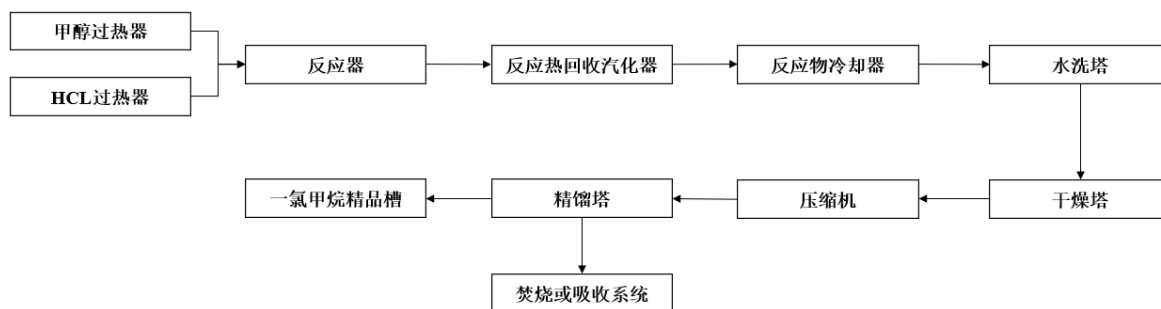 甲醇过热器
HCL过热器
反应器
反应热回收汽化器
反应物冷却器
水洗塔
干燥塔
压缩机
精馏塔
一氯甲烷精品槽
焚烧或吸收系统